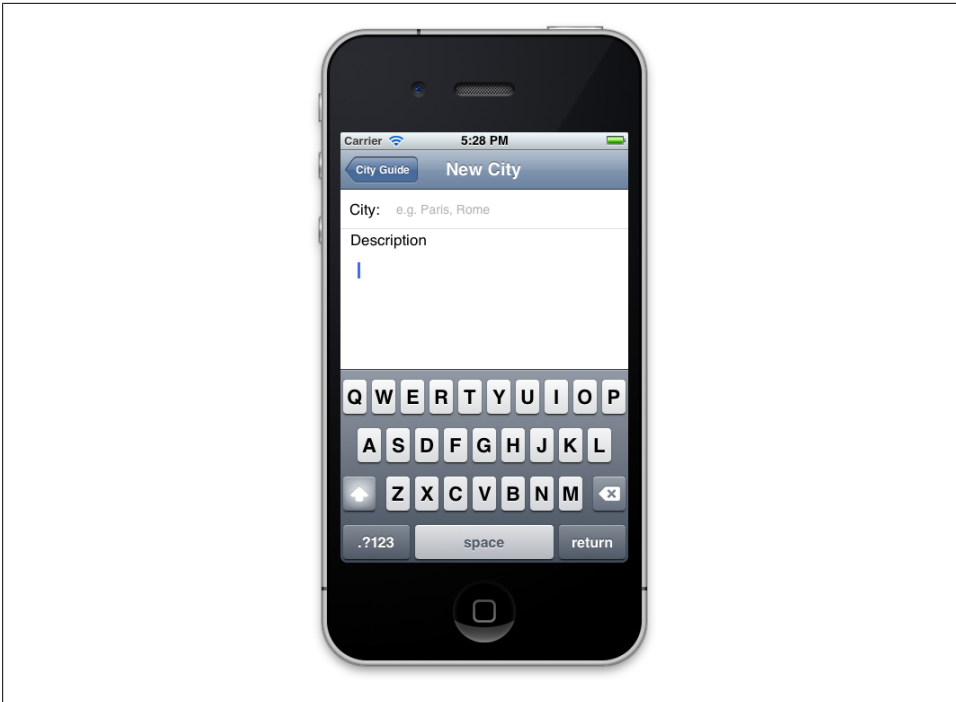 Carrier 5:28 PM
City Guide New City
City: e.g. Paris, Rome
Description
Q W E R T Y U I O P
A S D F G H J K L
Z X C V B N M
.?123 space return